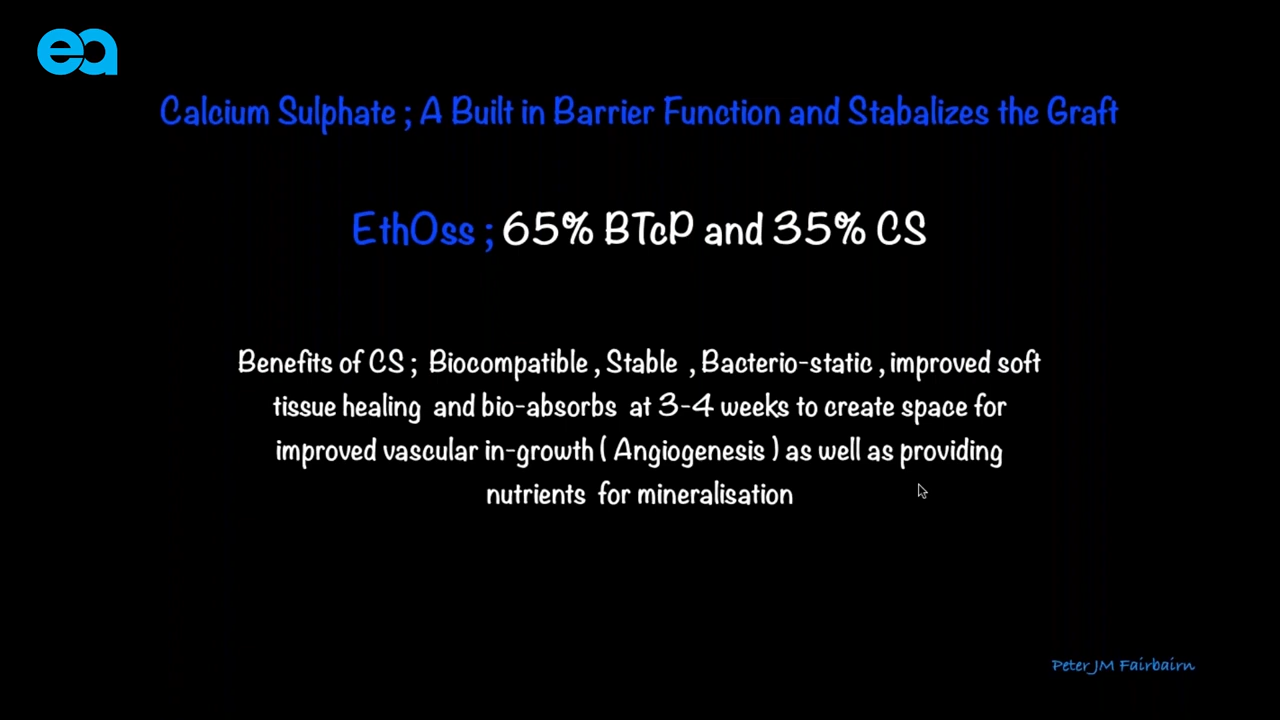 ea
Calcium Sulphate ; A Built in Barrier Function and Stabalizes the Graft
EthOss ; 65% BTcP and 35% CS
Benefits of CS ; Biocompatible , Stable , Bacterio-static , improved soft
tissue healing and bio-absorbs at 3-4 weeks to create space for
improved vascular in-growth ( Angiogenesis ) as well as providing
nutrients for mineralisation
Peter JM Fairbairn